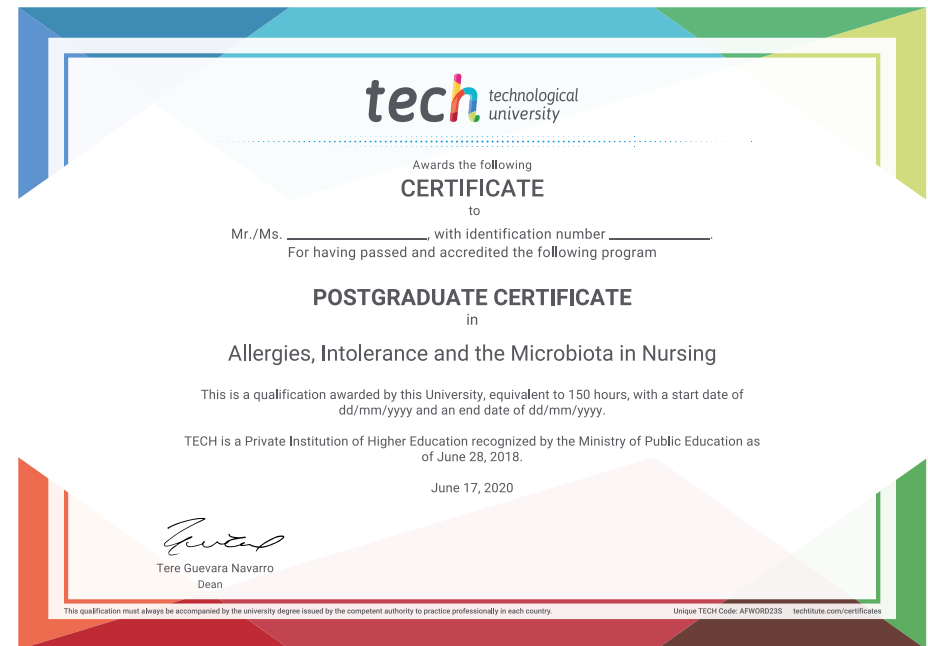 tech technological
university
Awards the following
CERTIFICATE
to
Mr./Ms. ____________________, with identification number ______________.
For having passed and accredited the following program
POSTGRADUATE CERTIFICATE
in
Allergies, Intolerance and the Microbiota in Nursing
This is a qualification awarded by this University, equivalent to 150 hours, with a start date of
dd/mm/yyyy and an end date of dd/mm/yyyy.
TECH is a Private Institution of Higher Education recognized by the Ministry of Public Education as
of June 28, 2018.
June 17, 2020
Tere Guevara Navarro
Dean
This qualification must always be accompanied by the university degree issued by the competent authority to practice professionally in each country.
Unique TECH Code: AFWORD23S techtitute.com/certificates